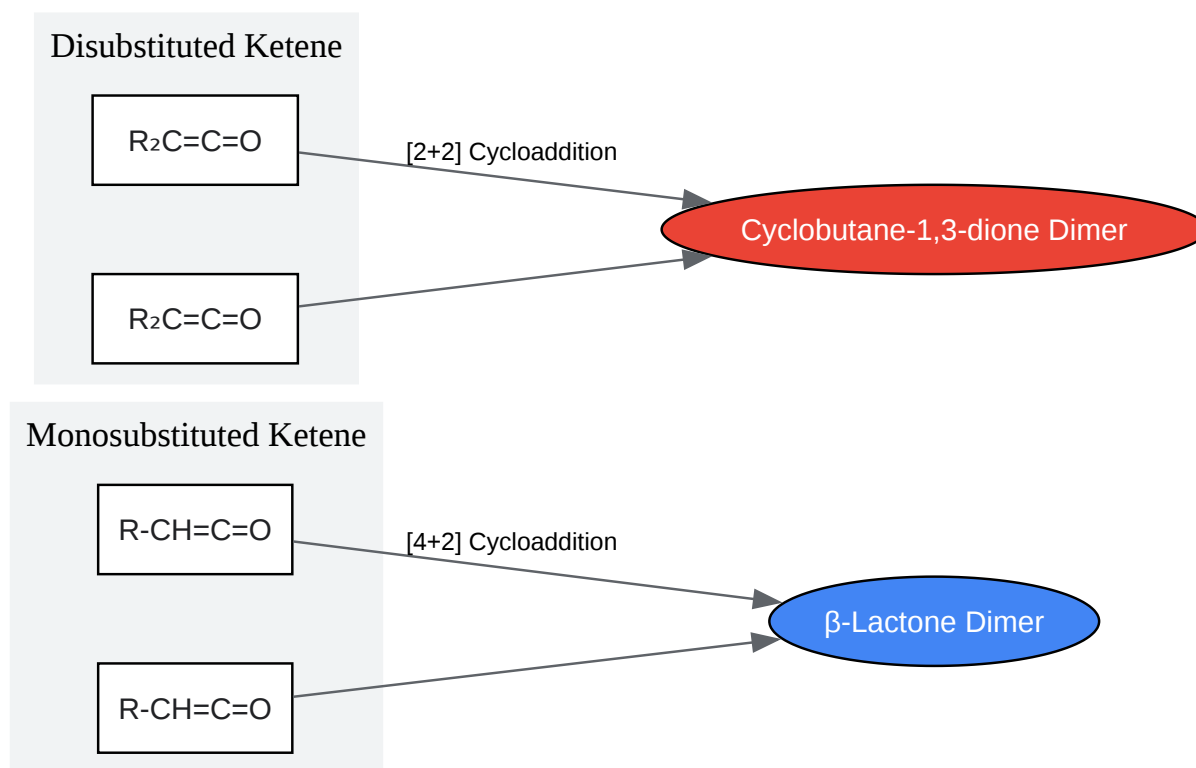 Disubstituted Ketene
R₂C=C=O
[2+2] Cycloaddition
Cyclobutane-1,3-dione Dimer
R₂C=C=O
Monosubstituted Ketene
R-CH=C=O
[4+2] Cycloaddition
β-Lactone Dimer
R-CH=C=O